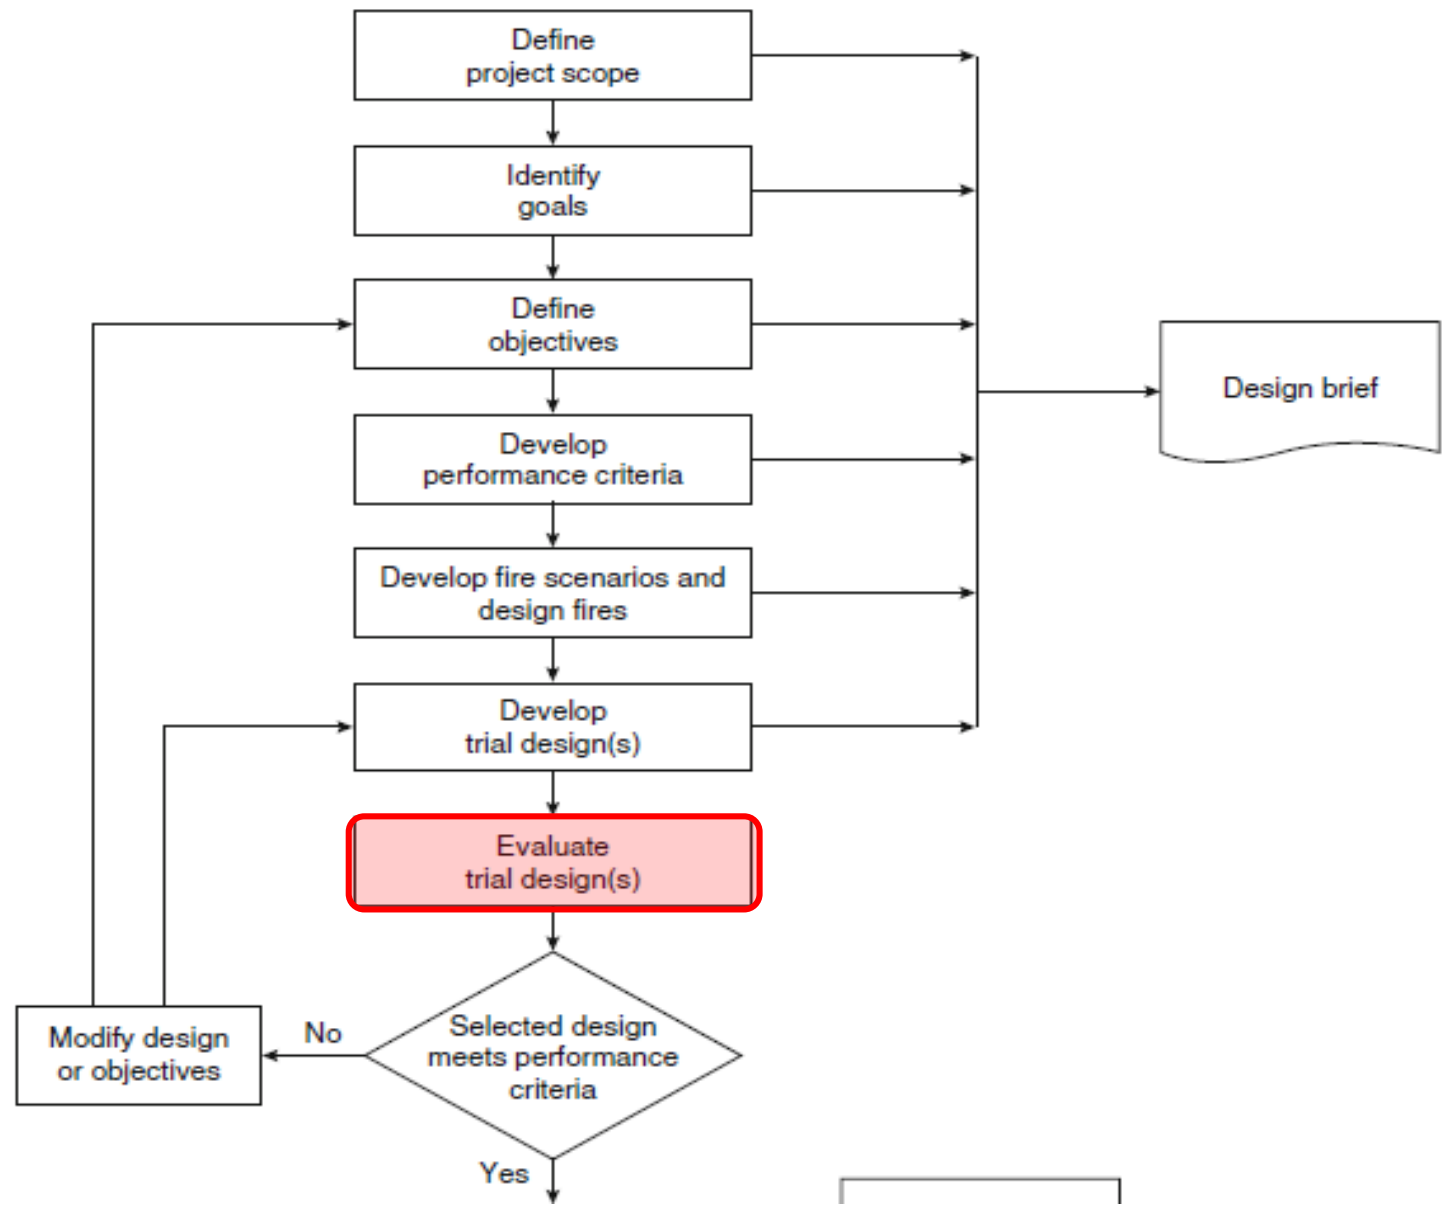 Define
project scope
Identify
goals
Define
objectives
Design brief
Develop
performance criteria
Develop fire scenarios and
design fires
Develop
trial design(s)
Evaluate
trial design(s)
Selected design
meets performance
criteria
No
Modify design
or objectives
Yes